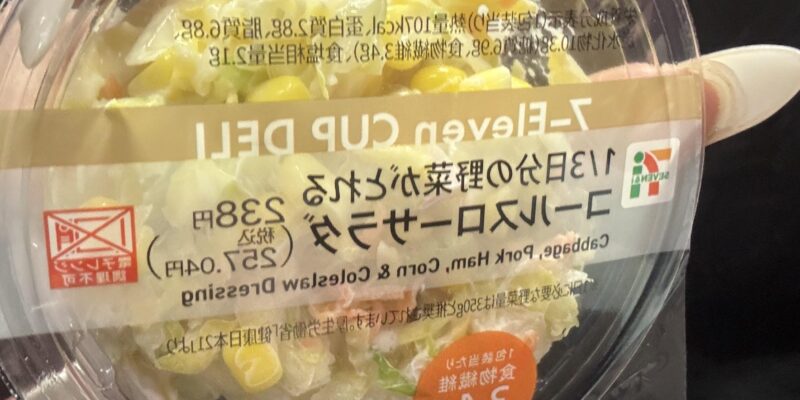 栄養成分表示(1包装当り)熱量107kcal、蛋白質2.8g、脂質6.8g、
炭水化物10.3g(糖質6.9g、食物繊維3.4g)、食塩相当量2.1g
7-Eleven CUP DELI
1/3日分の野菜がとれる
コールスローサラダ
238円
(税込257.04円)
Cabbage, Pork Ham, Corn & Coleslaw Dressing
電子レンジ
調理不可
SEVEN & i
1日に必要な野菜量は350gと推奨されています。厚生労働省「健康日本21」より
1包装当たり
食物繊維